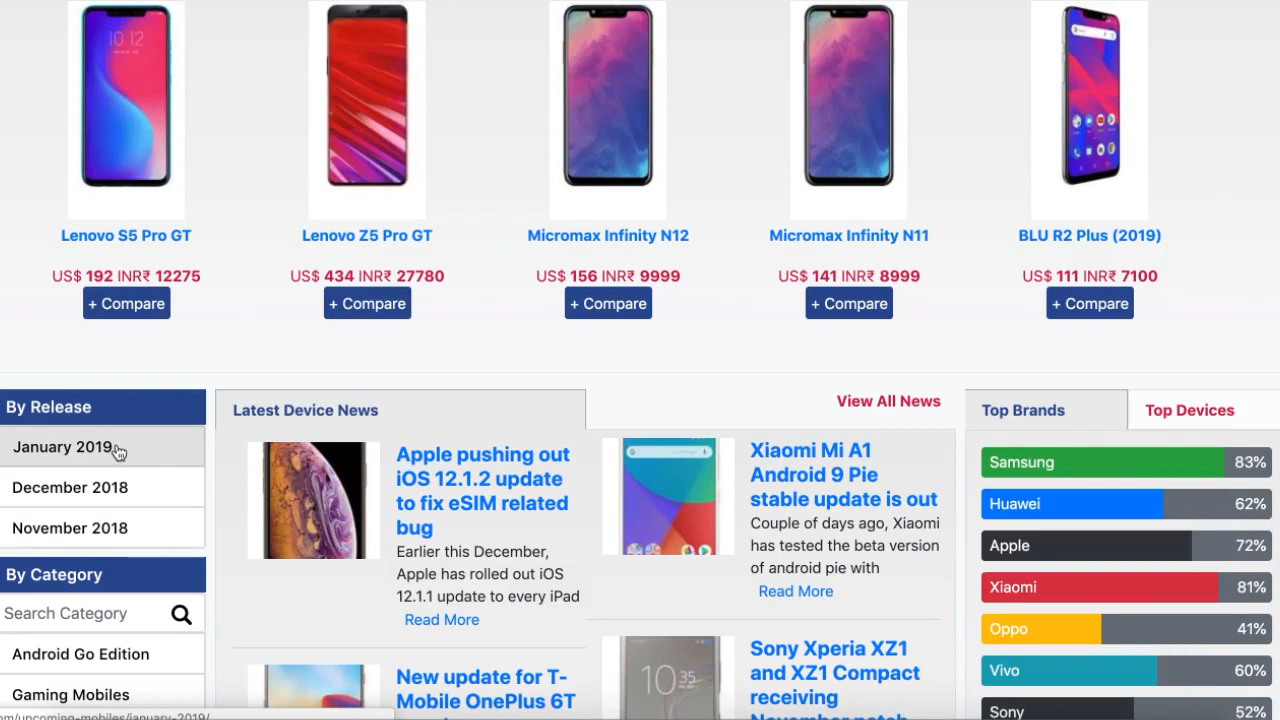 10 12
Lenovo S5 Pro GT
US$ 192 INR₹ 12275
+ Compare
Lenovo Z5 Pro GT
US$ 434 INR₹ 27780
+ Compare
Micromax Infinity N12
US$ 156 INR₹ 9999
+ Compare
Micromax Infinity N11
US$ 141 INR₹ 8999
+ Compare
BLU R2 Plus (2019)
US$ 111 INR₹ 7100
+ Compare
By Release
January 2019
December 2018
November 2018
By Category
Search Category
Android Go Edition
Gaming Mobiles
Latest Device News
View All News
Apple pushing out
iOS 12.1.2 update
to fix eSIM related
bug
Earlier this December,
Apple has rolled out iOS
12.1.1 update to every iPad
Read More
New update for T-
Mobile OnePlus 6T
Xiaomi Mi A1
Android 9 Pie
stable update is out
Couple of days ago, Xiaomi
has tested the beta version
of android pie with
Read More
10 35
Sony Xperia XZ1
and XZ1 Compact
receiving
November patch
Top Brands
Top Devices
Samsung 83%
Huawei 62%
Apple 72%
Xiaomi 81%
Oppo 41%
Vivo 60%
Sony 52%
om/upcoming-mobiles/january-2019/